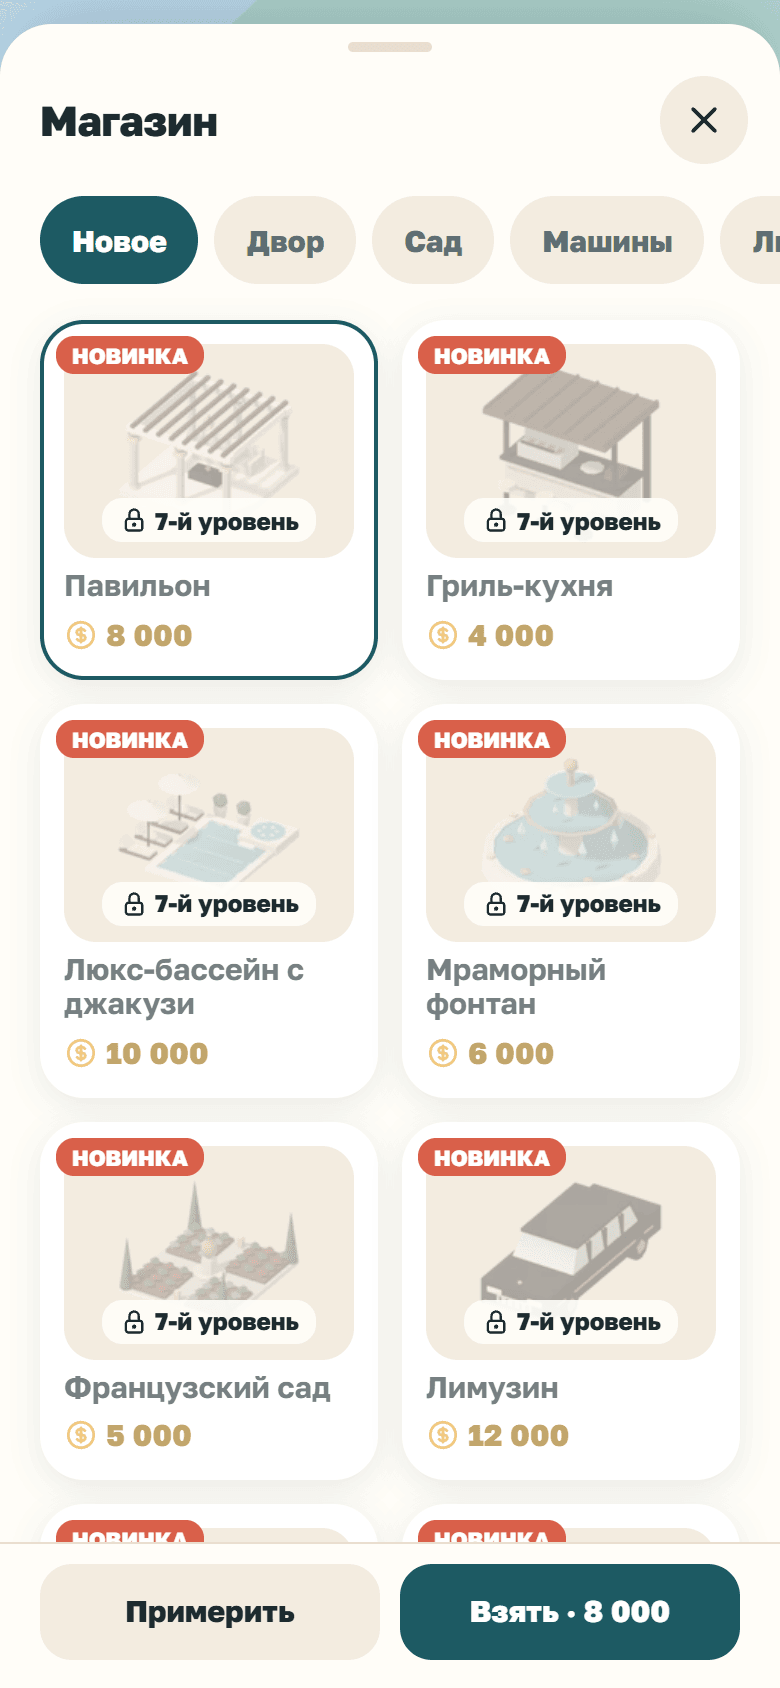 Магазин
Новое
Двор
Сад
Машины
НОВИНКА
7-й уровень
Павильон
8 000
НОВИНКА
7-й уровень
Гриль-кухня
4 000
НОВИНКА
7-й уровень
Люкс-бассейн с
джакузи
10 000
НОВИНКА
7-й уровень
Мраморный
фонтан
6 000
НОВИНКА
7-й уровень
Французский сад
5 000
НОВИНКА
7-й уровень
Лимузин
12 000
НОВИНКА
НОВИНКА
Примерить
Взять · 8 000